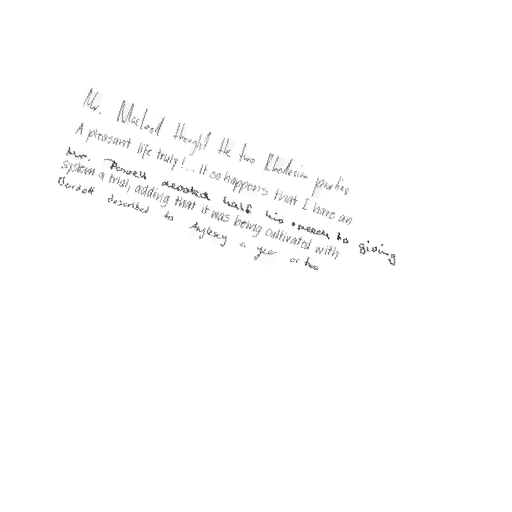 Mr. Macleod thought the two Rhodesian parties
A pleasant life truly!... It so happens that I have an
Mr. Powell devoted half his speech to giving
system a trial, adding that it was being cultivated with
described to Anglesey a year or two